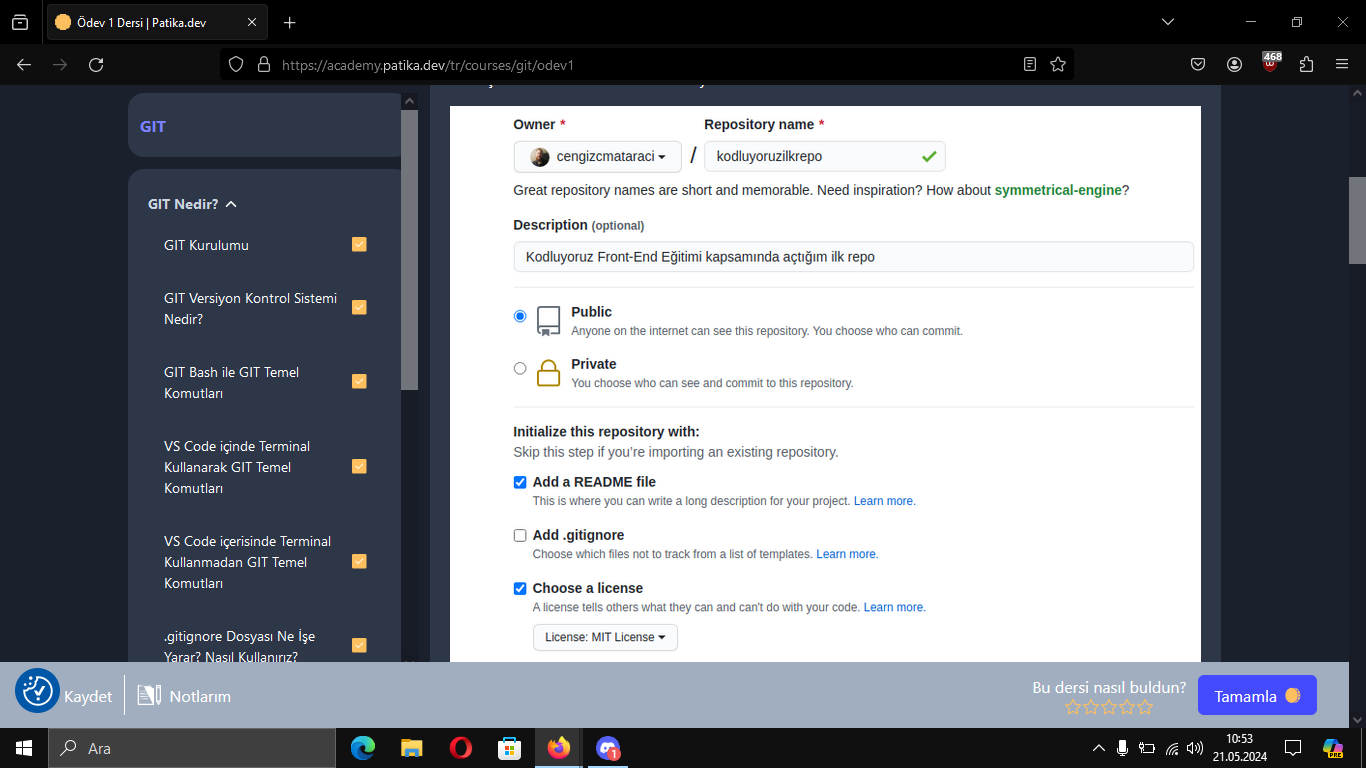 Ödev 1 Dersi | Patika.dev
https://academy.patika.dev/tr/courses/git/odev1
468
GIT
GIT Nedir?
GIT Kurulumu
GIT Versiyon Kontrol Sistemi
Nedir?
GIT Bash ile GIT Temel
Komutları
VS Code içinde Terminal
Kullanarak GIT Temel
Komutları
VS Code içerisinde Terminal
Kullanmadan GIT Temel
Komutları
.gitignore Dosyası Ne İşe
Yarar? Nasıl Kullanırız?
Owner * Repository name *
cengizcmataraci / kodluyoruzilkrepo
Great repository names are short and memorable. Need inspiration? How about symmetrical-engine?
Description (optional)
Kodluyoruz Front-End Eğitimi kapsamında açtığım ilk repo
Public
Anyone on the internet can see this repository. You choose who can commit.
Private
You choose who can see and commit to this repository.
Initialize this repository with:
Skip this step if you're importing an existing repository.
Add a README file
This is where you can write a long description for your project. Learn more.
Add .gitignore
Choose which files not to track from a list of templates. Learn more.
Choose a license
A license tells others what they can and can't do with your code. Learn more.
License: MIT License
Kaydet
Notlarım
Bu dersi nasıl buldun?
Tamamla
Ara
1
10:53
21.05.2024
PRE